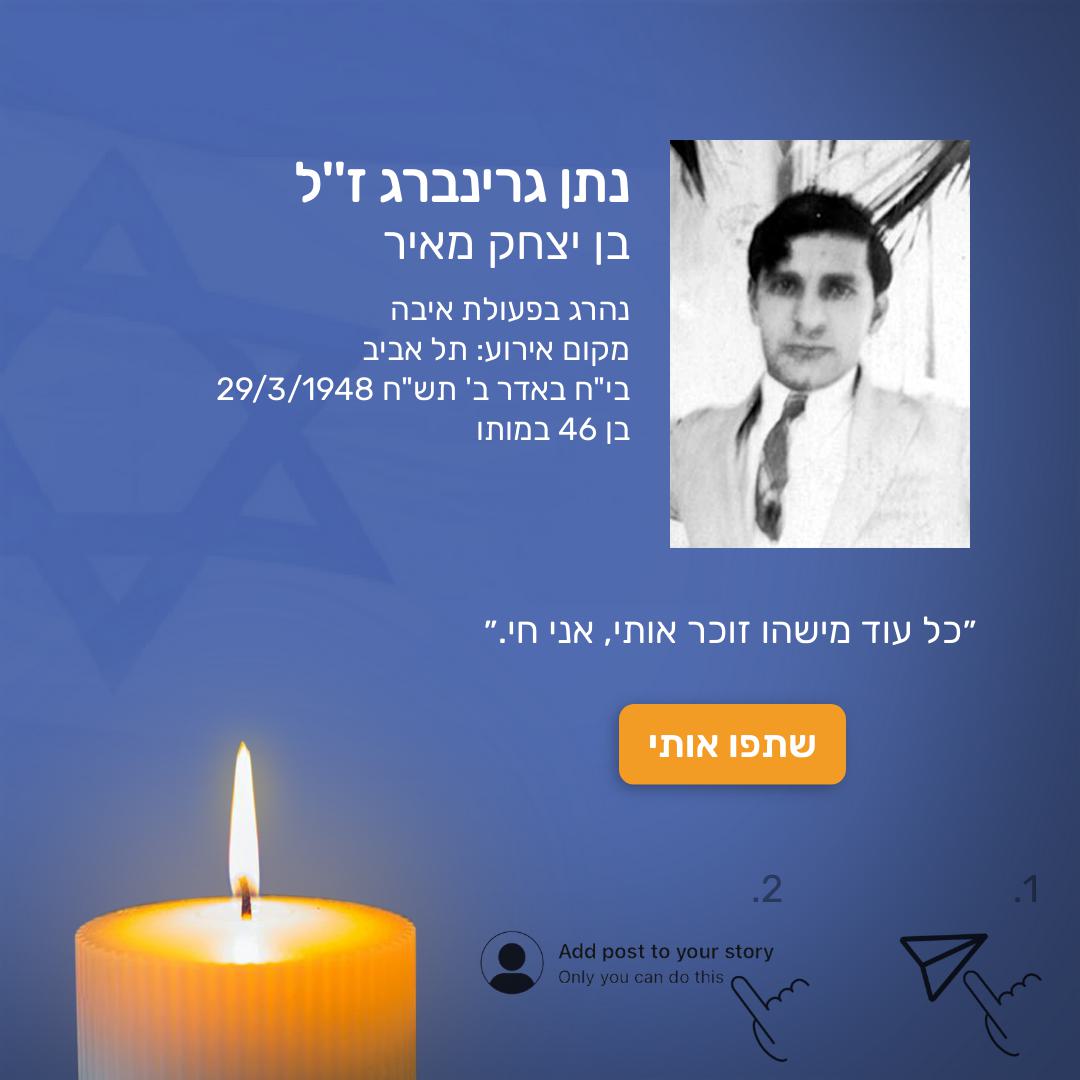 נתן גרינברג ז"ל
בן יצחק מאיר
נהרג בפעולת איבה
מקום אירוע: תל אביב
בי"ח באדר ב' תש"ח 29/3/1948
בן 46 במותו
״כל עוד מישהו זוכר אותי, אני חי.״
שתפו אותי
1.
2.
Add post to your story
Only you can do this